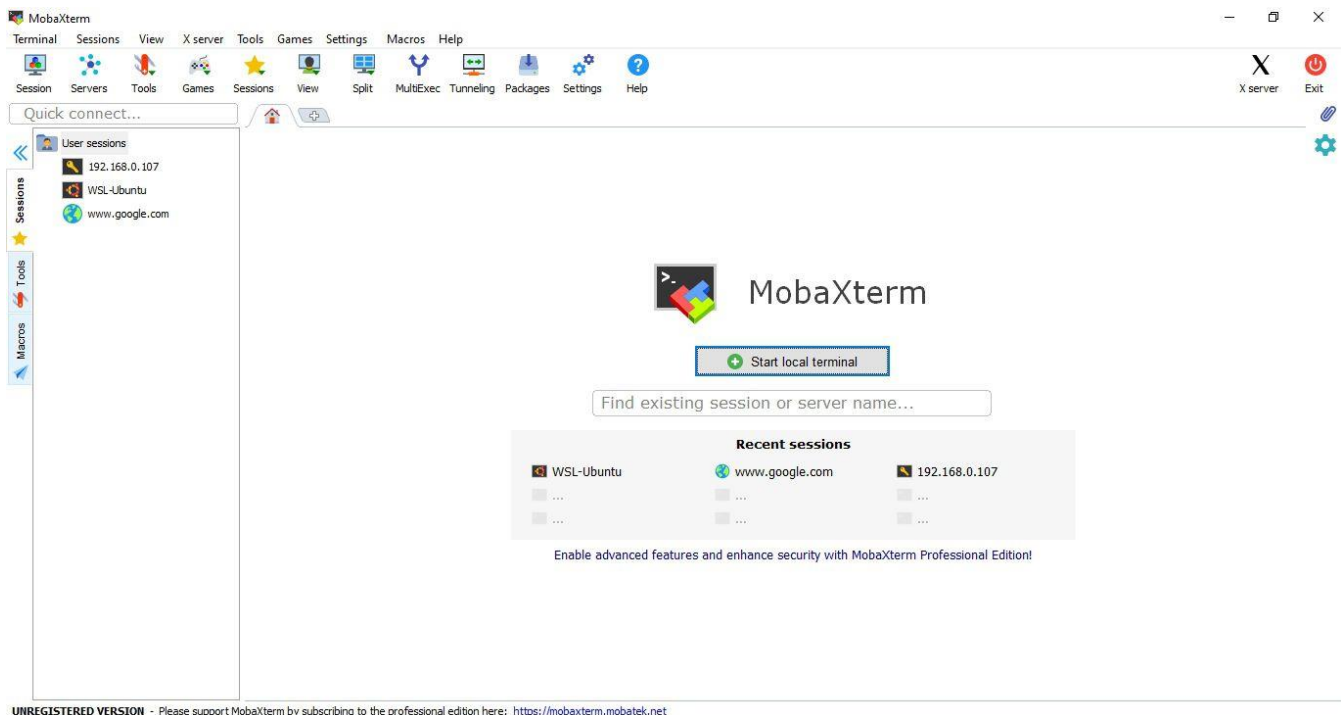 MobaXterm
Terminal Sessions View X server Tools Games Settings Macros Help
Session Servers Tools Games Sessions View Split MultiExec Tunneling Packages Settings Help X server Exit
Quick connect...
User sessions
192.168.0.107
WSL-Ubuntu
www.google.com
Sessions
Tools
Macros
MobaXterm
Start local terminal
Find existing session or server name...
Recent sessions
WSL-Ubuntu www.google.com 192.168.0.107
... ... ...
... ... ...
Enable advanced features and enhance security with MobaXterm Professional Edition!
UNREGISTERED VERSION - Please support MobaXterm by subscribing to the professional edition here: https://mobaxterm.mobatek.net